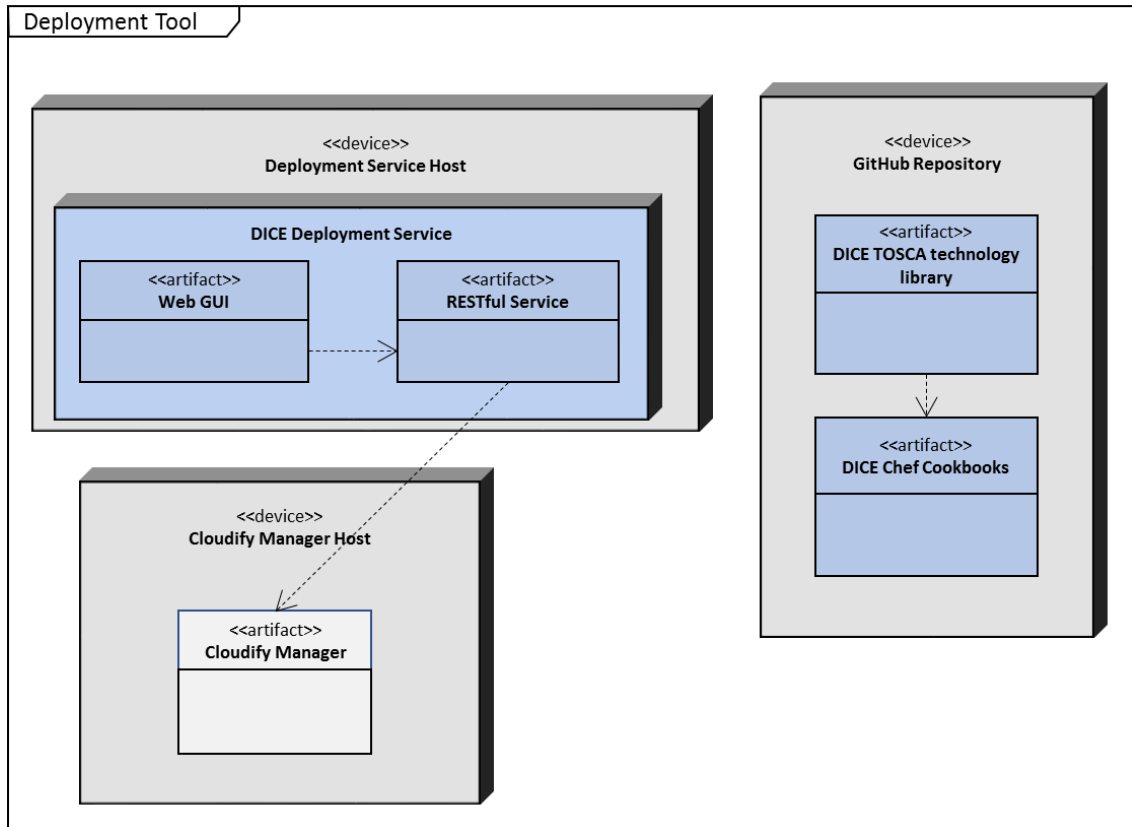 Deployment Tool
<<device>>
Deployment Service Host
DICE Deployment Service
<<artifact>>
Web GUI
<<artifact>>
RESTful Service
<<device>>
Cloudify Manager Host
<<artifact>>
Cloudify Manager
<<device>>
GitHub Repository
<<artifact>>
DICE TOSCA technology
library
<<artifact>>
DICE Chef Cookbooks